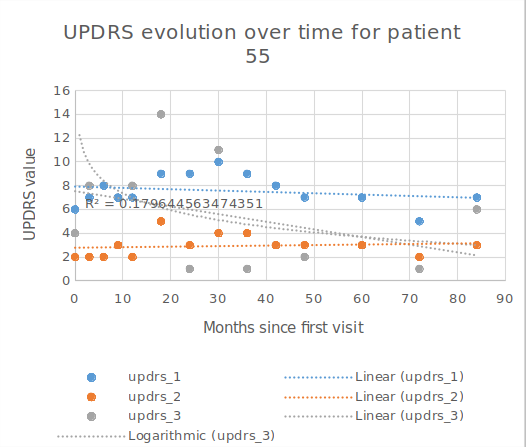 UPDRS evolution over time for patient
55
UPDRS value
16
14
12
10
8
6
4
2
0
R² = 0.179644563474351
0 10 20 30 40 50 60 70 80 90
Months since first visit
updrs_1 Linear (updrs_1)
updrs_2 Linear (updrs_2)
updrs_3 Linear (updrs_3)
Logarithmic (updrs_3)